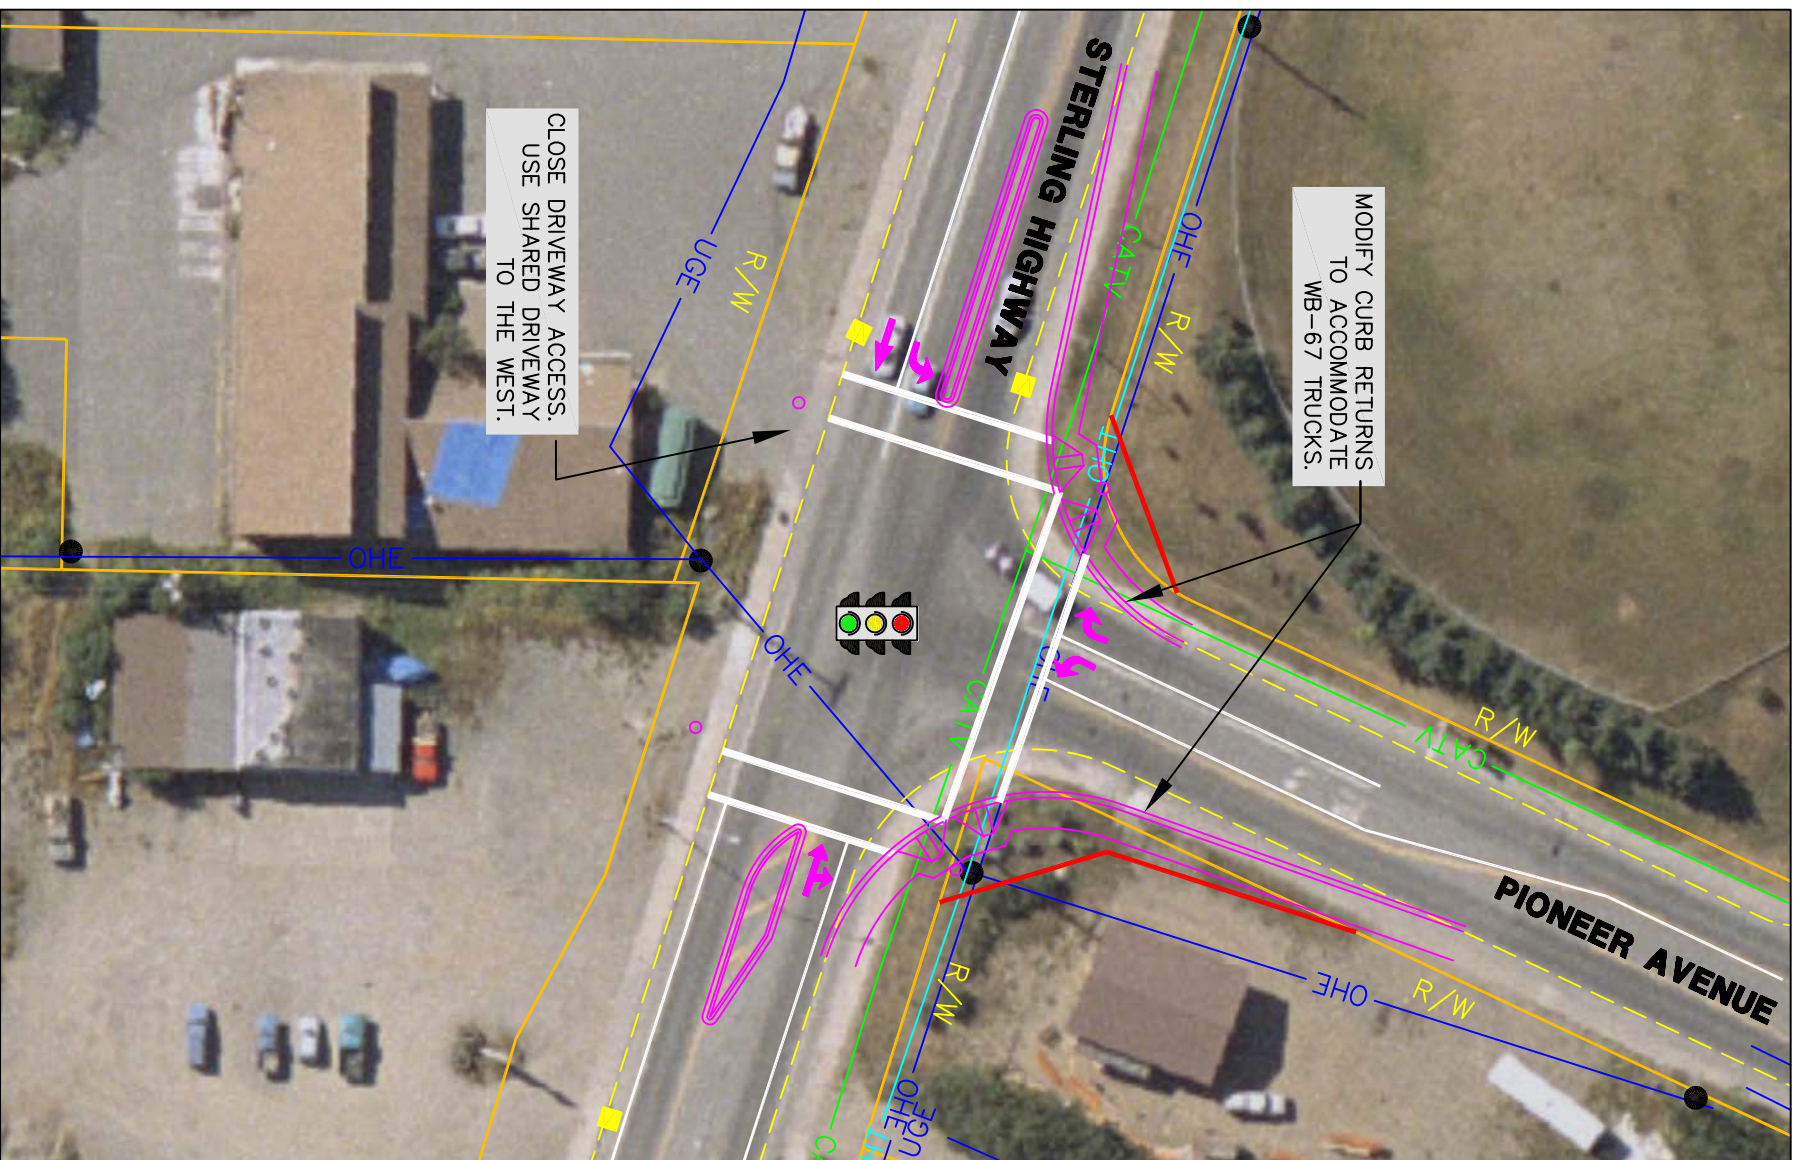 STERLING HIGHWAY
PIONEER AVENUE
MODIFY CURB RETURNS
TO ACCOMMODATE
WB-67 TRUCKS.
CLOSE DRIVEWAY ACCESS.
USE SHARED DRIVEWAY
TO THE WEST.
UGE
R/W
CATV
OHE
R/W
OHE
OHE
CATV
R/W
CATV
R/W
OHE
R/W
OHE
UGE